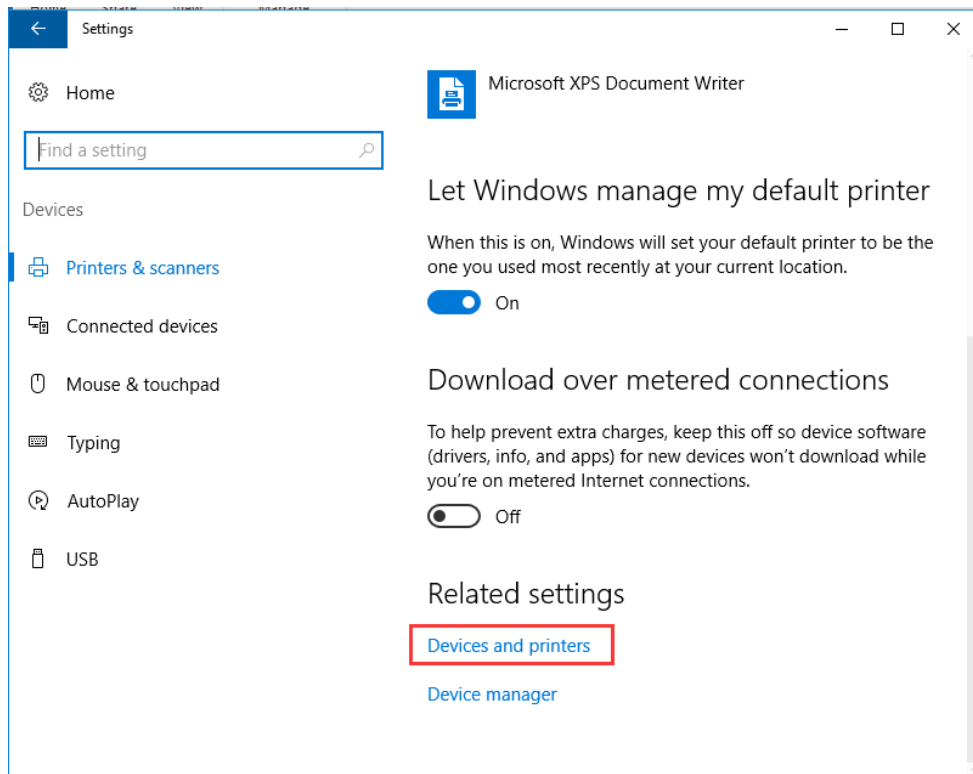 Settings
Home
Find a setting
Devices
Printers & scanners
Connected devices
Mouse & touchpad
Typing
AutoPlay
USB
Microsoft XPS Document Writer
Let Windows manage my default printer
When this is on, Windows will set your default printer to be the
one you used most recently at your current location.
On
Download over metered connections
To help prevent extra charges, keep this off so device software
(drivers, info, and apps) for new devices won't download while
you're on metered Internet connections.
Off
Related settings
Devices and printers
Device manager